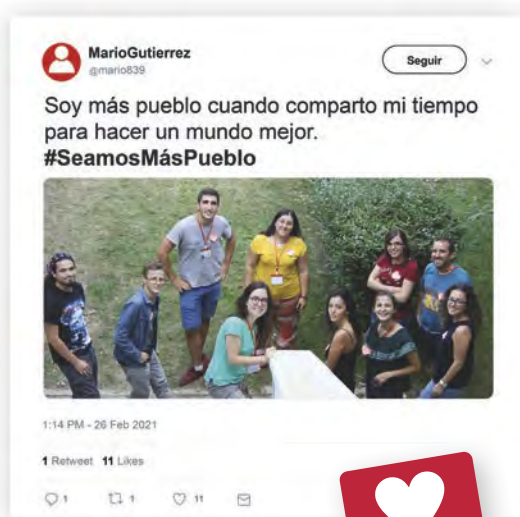 MarioGutierrez
@mario839
Seguir
Soy más pueblo cuando comparto mi tiempo
para hacer un mundo mejor.
#SeamosMásPueblo
1:14 PM - 26 Feb 2021
1 Retweet 11 Likes
1 1 11